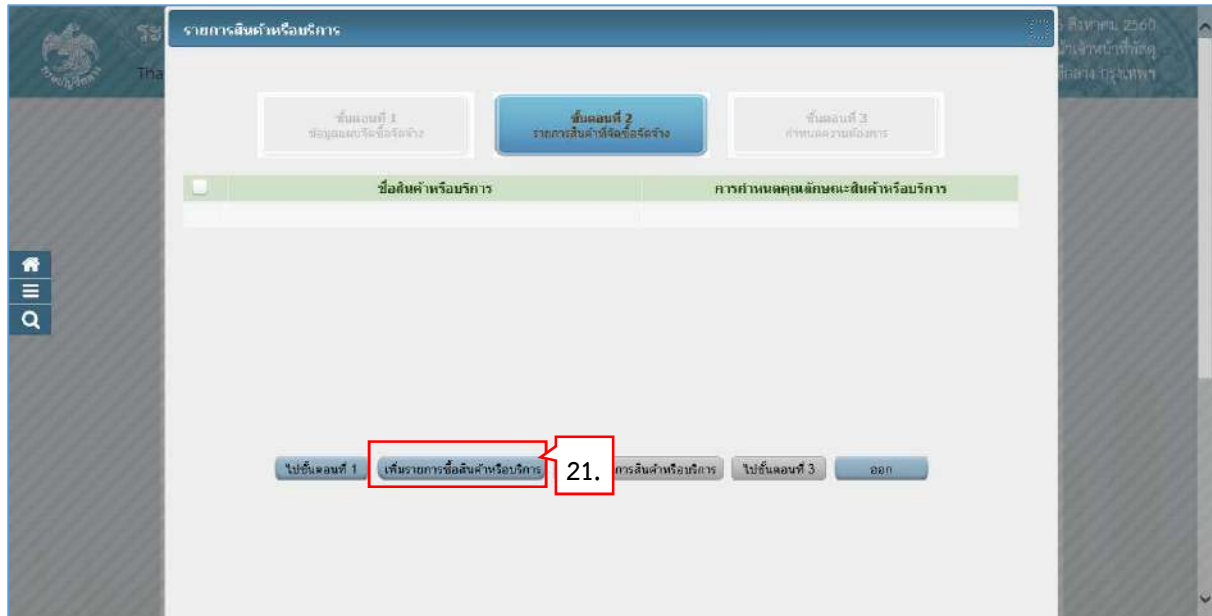 ระ
Tha
สิงหาคม 2560
รายการสินค้าหรือบริการ
ขั้นตอนที่ 1
ข้อมูลแผนจัดซื้อจัดจ้าง
ขั้นตอนที่ 2
รายการสินค้าที่จัดซื้อจัดจ้าง
ขั้นตอนที่ 3
กำหนดความต้องการ
ชื่อสินค้าหรือบริการ การกำหนดคุณลักษณะสินค้าหรือบริการ
ไปขั้นตอนที่ 1 เพิ่มรายการชื่อสินค้าหรือบริการ 21. การสินค้าหรือบริการ ไปขั้นตอนที่ 3 ออก